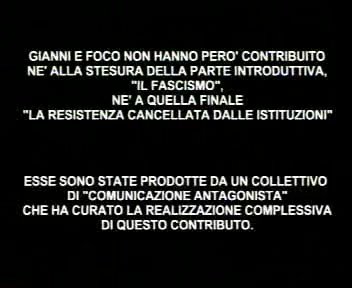 GIANNI E FOCO NON HANNO PERO' CONTRIBUITO
NE' ALLA STESURA DELLA PARTE INTRODUTTIVA,
"IL FASCISMO",
NE' A QUELLA FINALE
"LA RESISTENZA CANCELLATA DALLE ISTITUZIONI"
ESSE SONO STATE PRODOTTE DA UN COLLETTIVO
DI "COMUNICAZIONE ANTAGONISTA"
CHE HA CURATO LA REALIZZAZIONE COMPLESSIVA
DI QUESTO CONTRIBUTO.